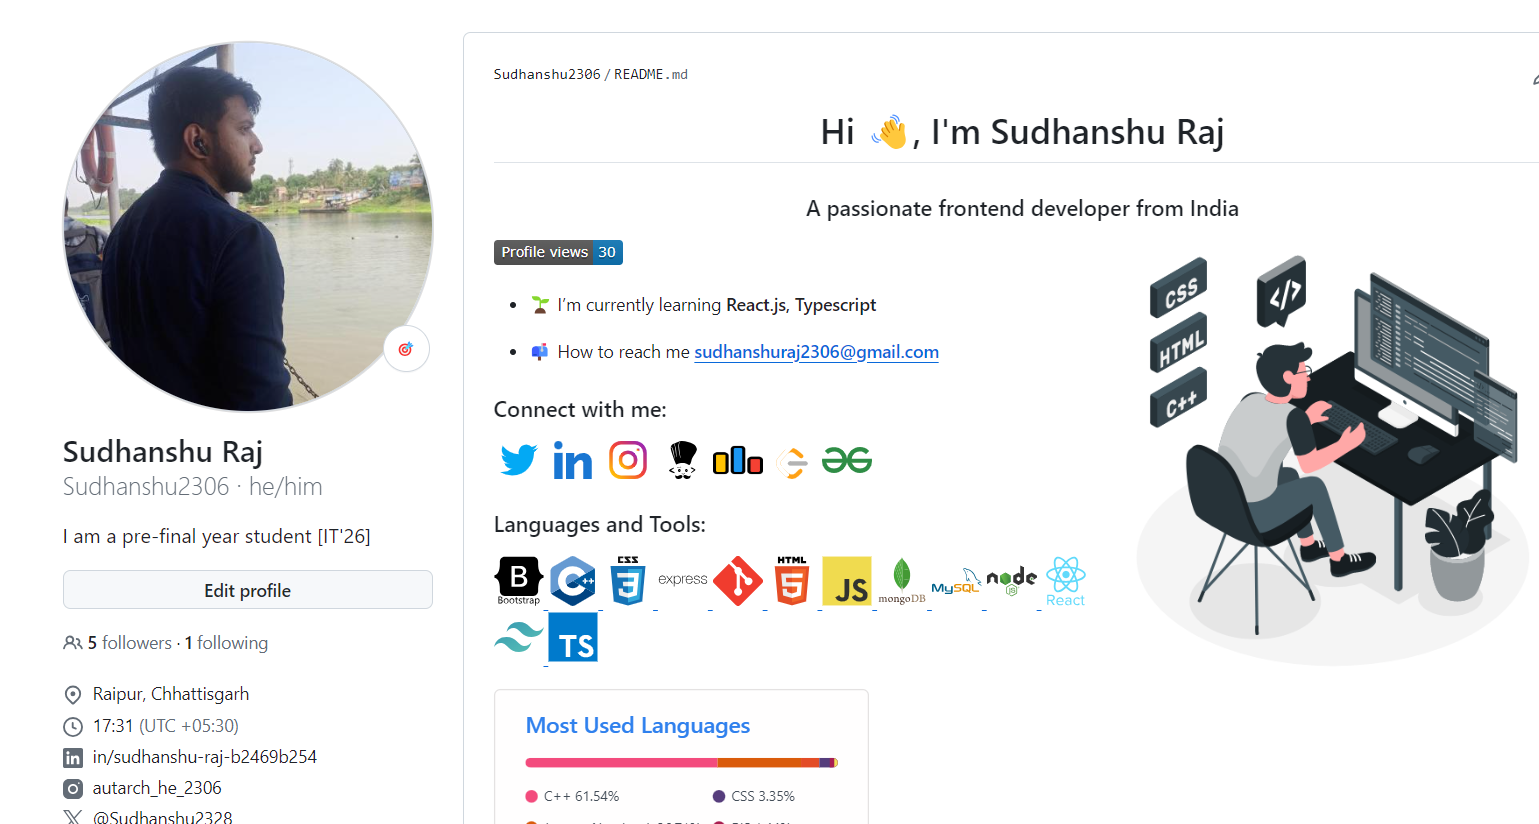 Sudhanshu2306 / README.md
Hi 👋, I'm Sudhanshu Raj
A passionate frontend developer from India
Profile views 30
🌱 I'm currently learning React.js, Typescript
📫 How to reach me sudhanshuraj2306@gmail.com
Connect with me:
Languages and Tools:
Bootstrap
C++
CSS
3
express
HTML
5
JS
mongoDB
MySQL
node
JS
React
TS
Most Used Languages
C++ 61.54%
CSS 3.35%
CSS
HTML
C++
</>
Sudhanshu Raj
Sudhanshu2306 · he/him
I am a pre-final year student [IT'26]
Edit profile
5 followers · 1 following
Raipur, Chhattisgarh
17:31 (UTC +05:30)
in/sudhanshu-raj-b2469b254
autarch_he_2306
@Sudhanshu2328